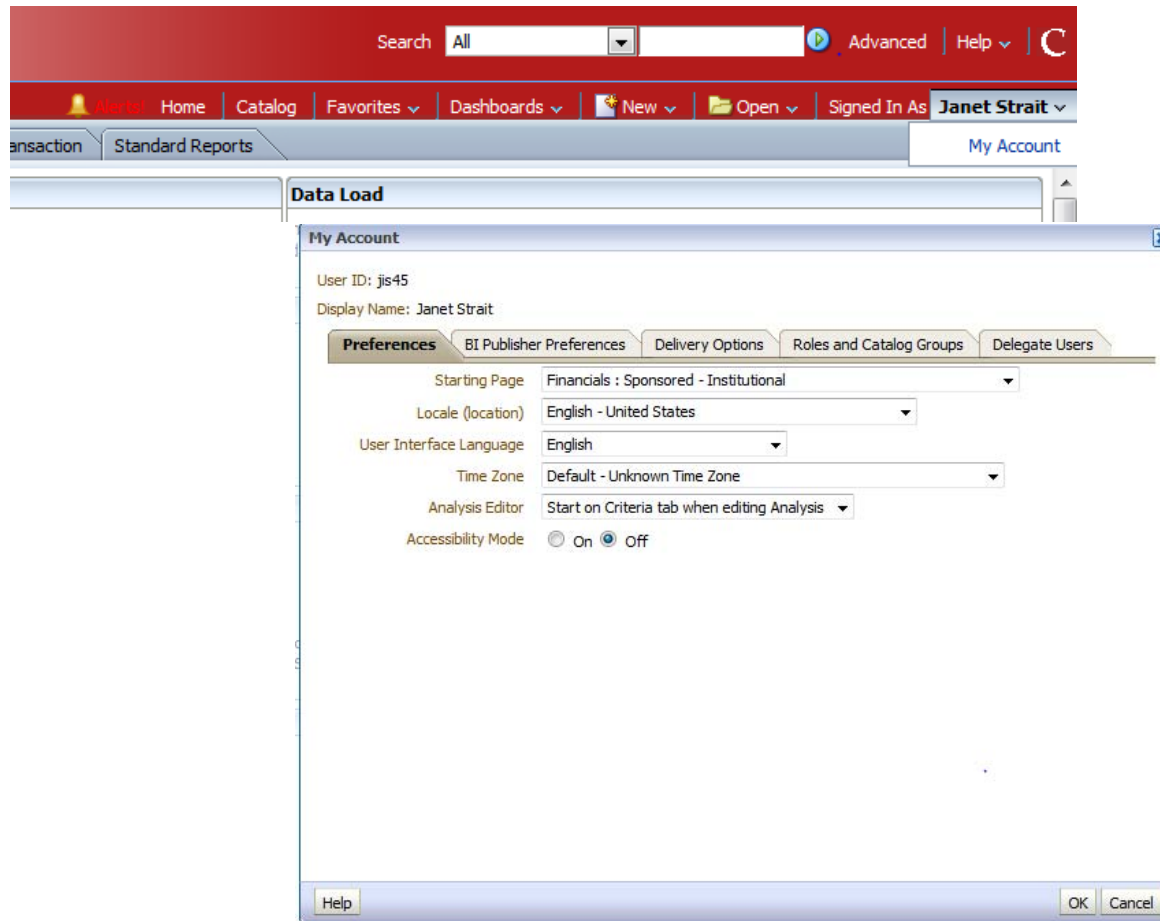 Search All Advanced Help C
Alerts! Home Catalog Favorites Dashboards New Open Signed In As Janet Strait
ansaction Standard Reports My Account
Data Load
My Account
User ID: jis45
Display Name: Janet Strait
Preferences BI Publisher Preferences Delivery Options Roles and Catalog Groups Delegate Users
Starting Page Financials : Sponsored - Institutional
Locale (location) English - United States
User Interface Language English
Time Zone Default - Unknown Time Zone
Analysis Editor Start on Criteria tab when editing Analysis
Accessibility Mode On Off
Help OK Cancel